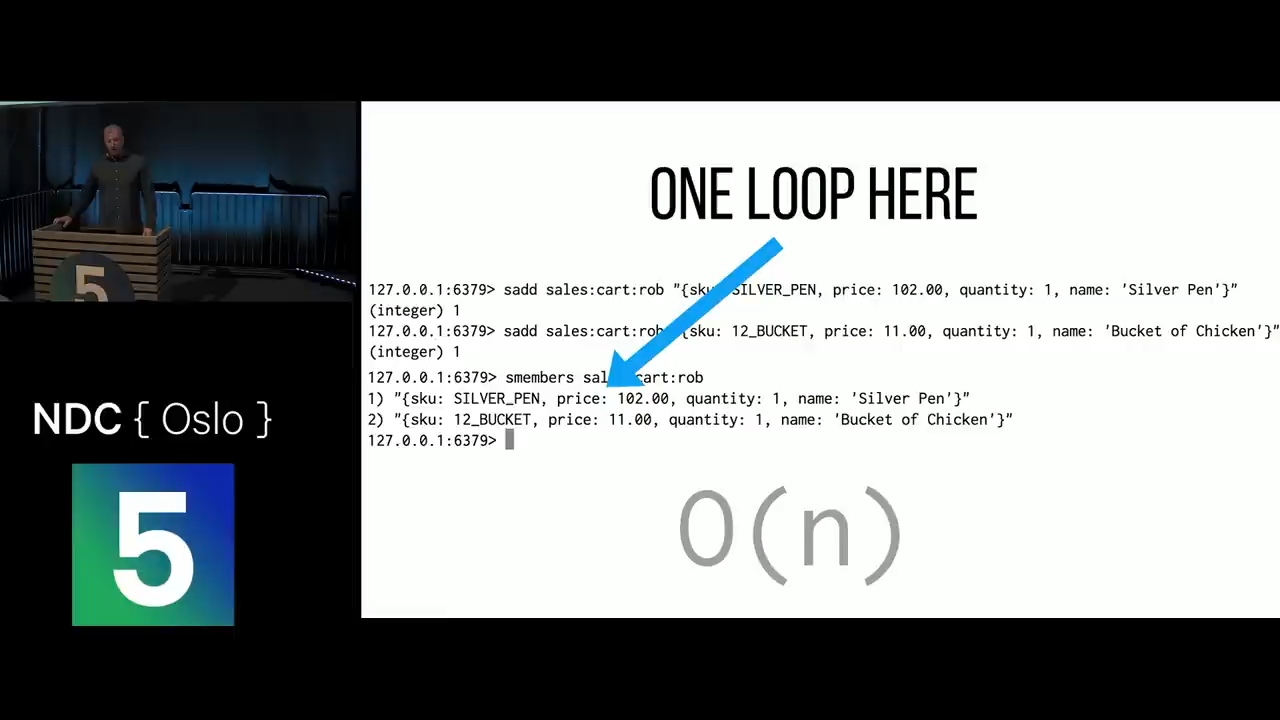 ONE LOOP HERE
127.0.0.1:6379> sadd sales:cart:rob "{sku: SILVER_PEN, price: 102.00, quantity: 1, name: 'Silver Pen'}"
(integer) 1
127.0.0.1:6379> sadd sales:cart:rob "{sku: 12_BUCKET, price: 11.00, quantity: 1, name: 'Bucket of Chicken'}"
(integer) 1
127.0.0.1:6379> smembers sales:cart:rob
1) "{sku: SILVER_PEN, price: 102.00, quantity: 1, name: 'Silver Pen'}"
2) "{sku: 12_BUCKET, price: 11.00, quantity: 1, name: 'Bucket of Chicken'}"
127.0.0.1:6379>
O(n)
5
NDC { Oslo }
5